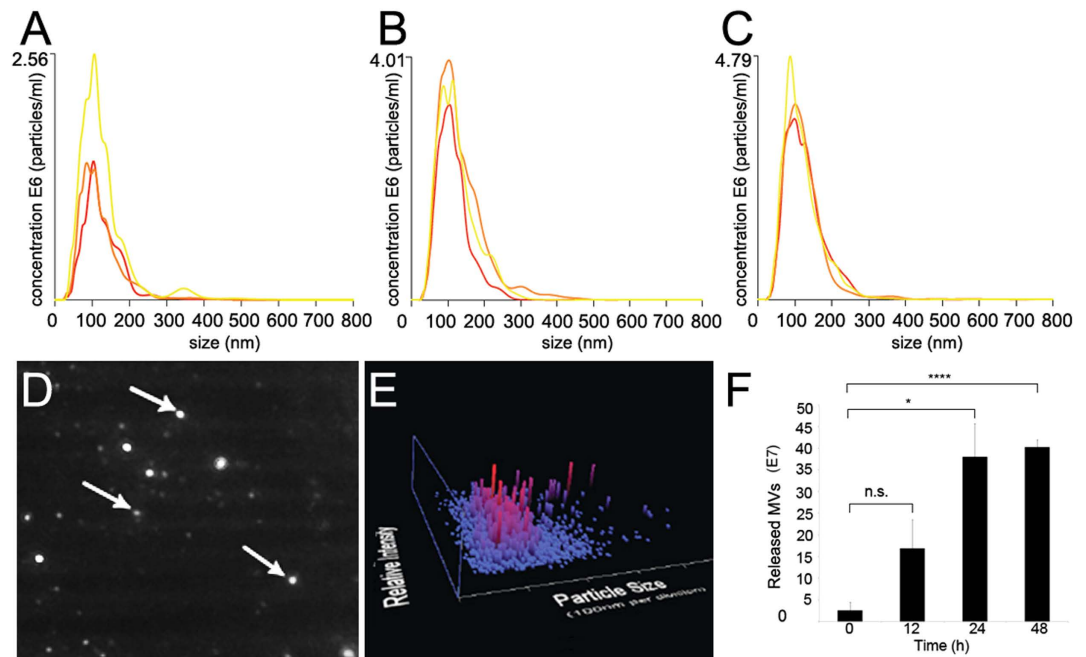 A
2.56
concentration E6 (particles/ml)
0 100 200 300 400 500 600 700 800
size (nm)
B
4.01
concentration E6 (particles/ml)
0 100 200 300 400 500 600 700 800
size (nm)
C
4.79
concentration E6 (particles/ml)
0 100 200 300 400 500 600 700 800
size (nm)
D
E
Relative Intensity
Particle Size
(100nm per division)
F
****
*
n.s.
Released MVs (E7)
50
45
40
35
30
25
20
15
10
5
0
0 12 24 48
Time (h)